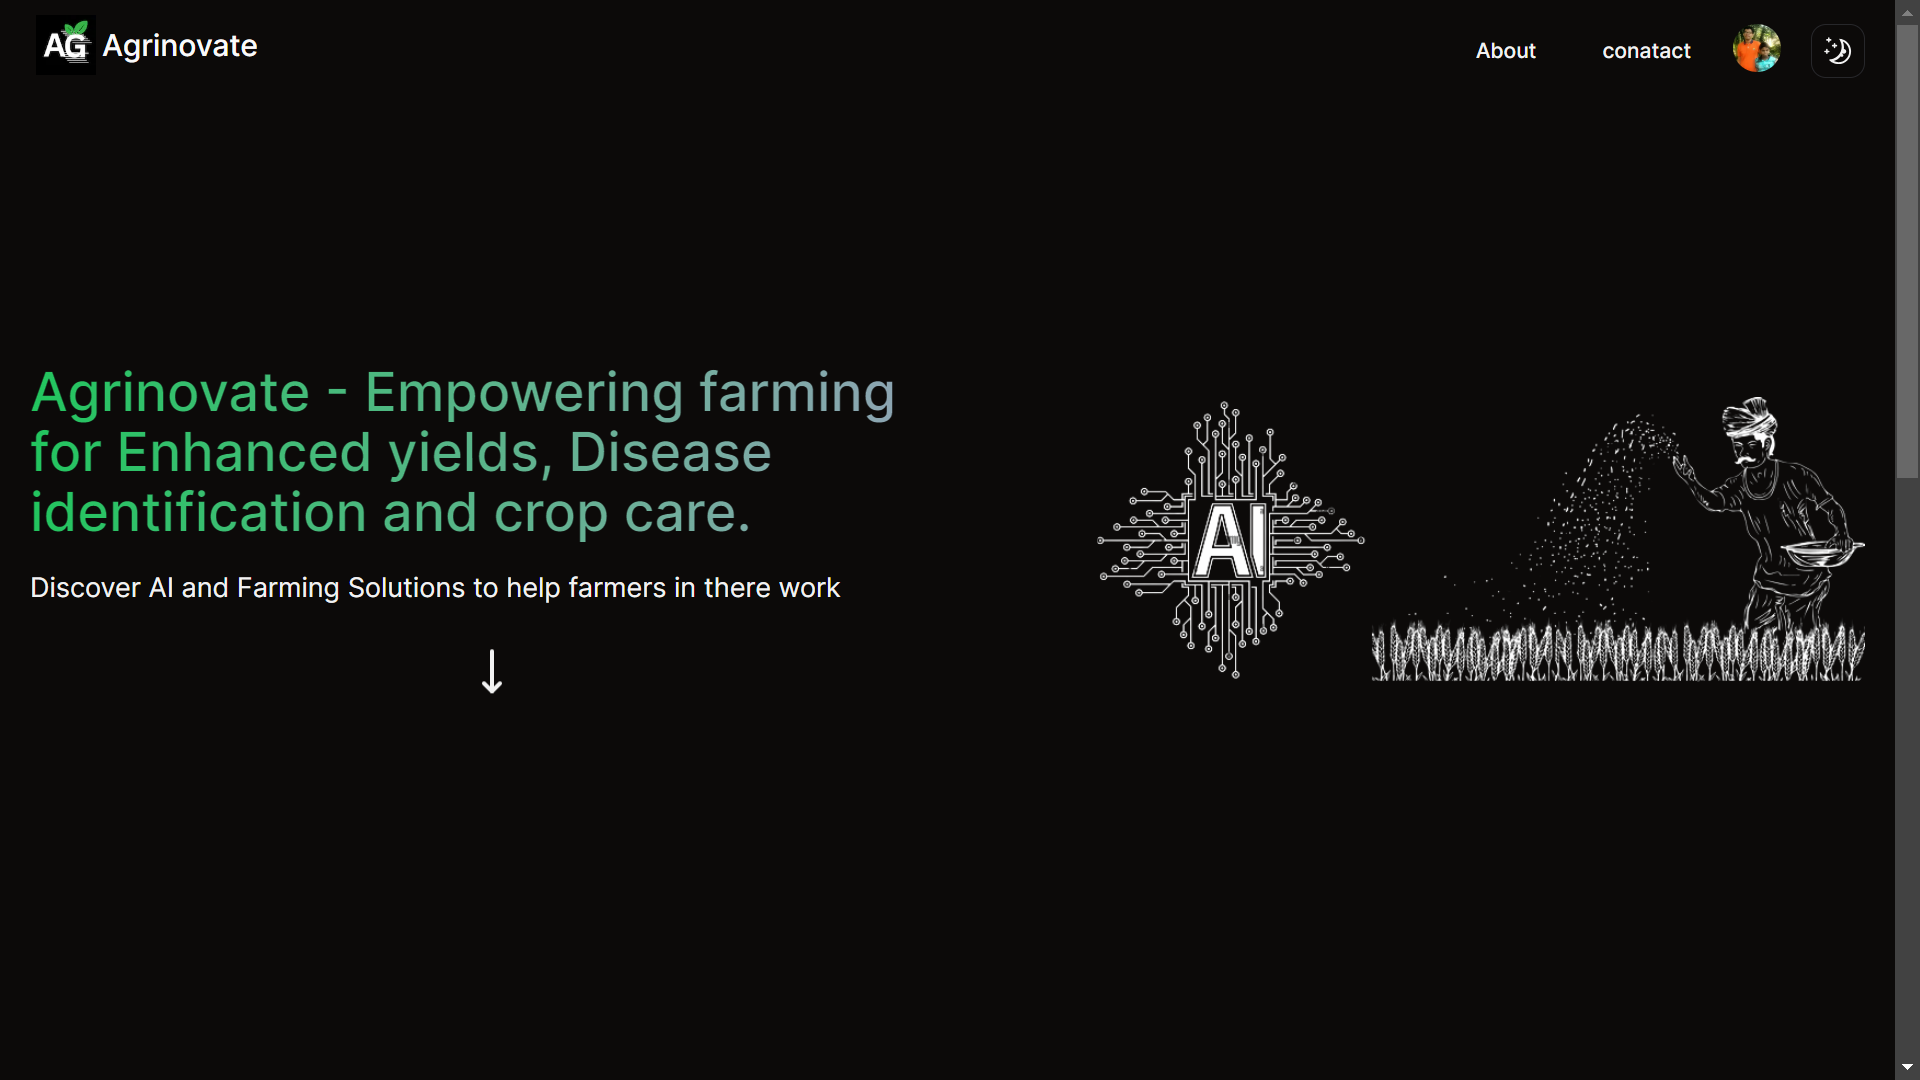 AG Agrinovate
About
conatact
Agrinovate - Empowering farming
for Enhanced yields, Disease
identification and crop care.
Discover AI and Farming Solutions to help farmers in there work
AI